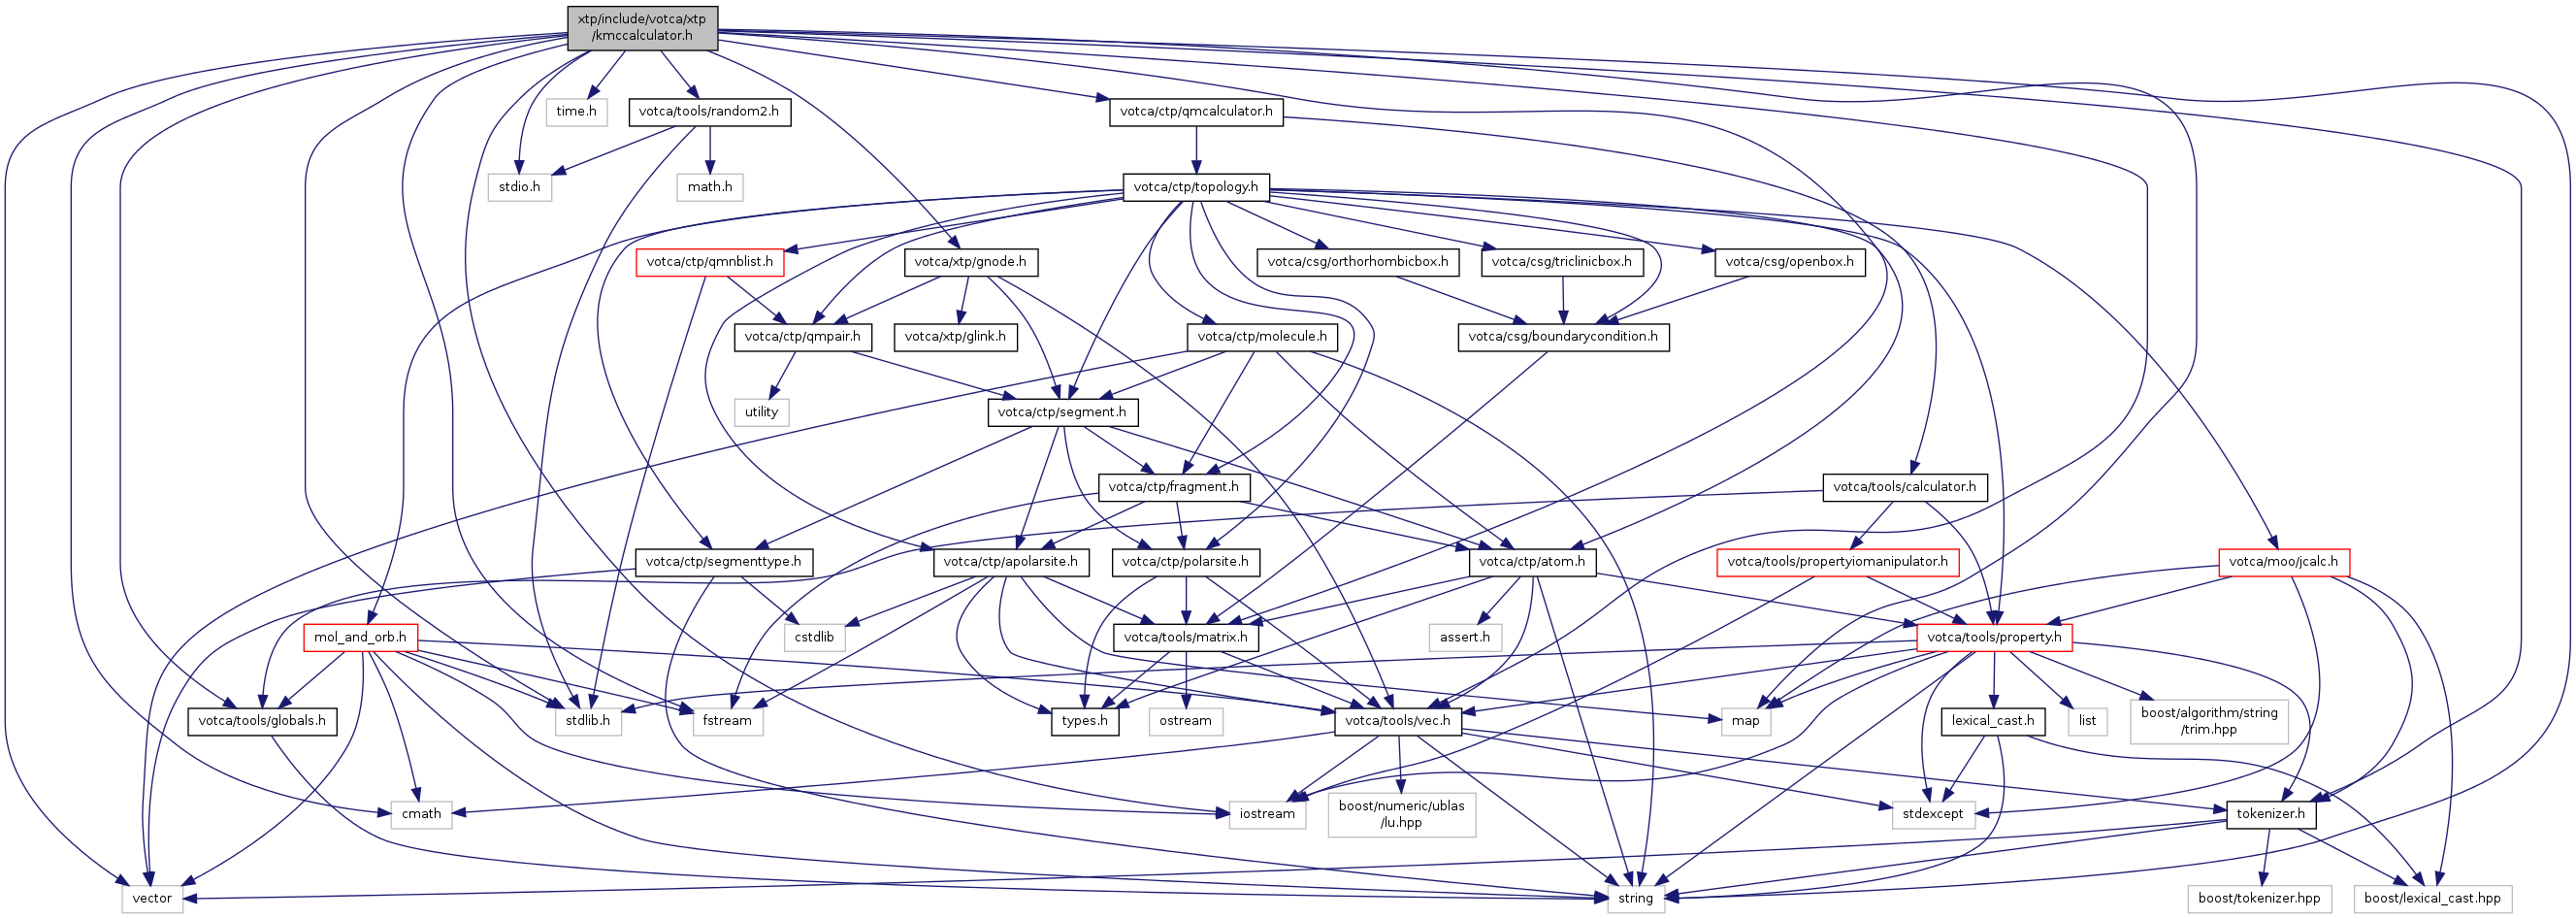 xtp/include/votca/xtp
/kmccalculator.h
time.h
votca/tools/random2.h
votca/ctp/qmcalculator.h
stdio.h
math.h
votca/ctp/topology.h
votca/ctp/qmnblist.h
votca/xtp/gnode.h
votca/csg/orthorhombicbox.h
votca/csg/triclinicbox.h
votca/csg/openbox.h
votca/ctp/qmpair.h
votca/xtp/glink.h
votca/ctp/molecule.h
votca/csg/boundarycondition.h
utility
votca/ctp/segment.h
votca/ctp/fragment.h
votca/tools/calculator.h
votca/ctp/segmenttype.h
votca/ctp/apolarsite.h
votca/ctp/polarsite.h
votca/ctp/atom.h
votca/tools/propertyiomanipulator.h
votca/moo/jcalc.h
mol_and_orb.h
cstdlib
votca/tools/matrix.h
assert.h
votca/tools/property.h
votca/tools/globals.h
stdlib.h
fstream
types.h
ostream
votca/tools/vec.h
map
lexical_cast.h
list
boost/algorithm/string
/trim.hpp
cmath
iostream
boost/numeric/ublas
/lu.hpp
stdexcept
tokenizer.h
vector
string
boost/tokenizer.hpp
boost/lexical_cast.hpp